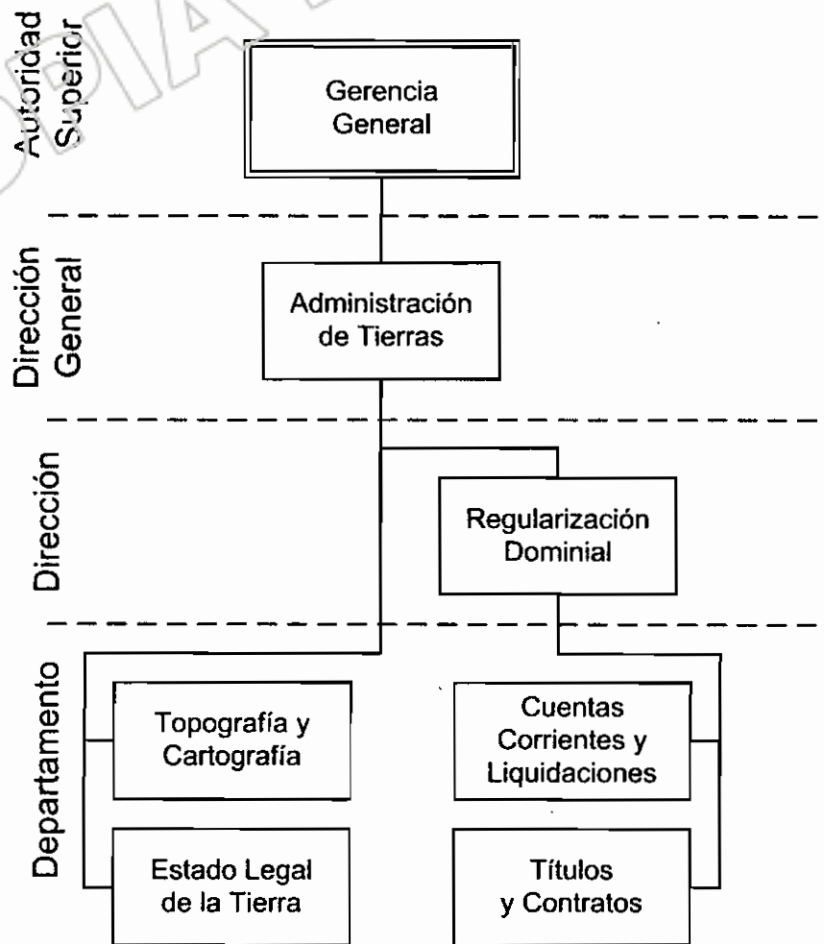 Autoridad
Superior
Gerencia
General
Dirección
General
Administración
de Tierras
Dirección
Regularización
Dominial
Departamento
Topografía y
Cartografía
Cuentas
Corrientes y
Liquidaciones
Estado Legal
de la Tierra
Títulos
y Contratos